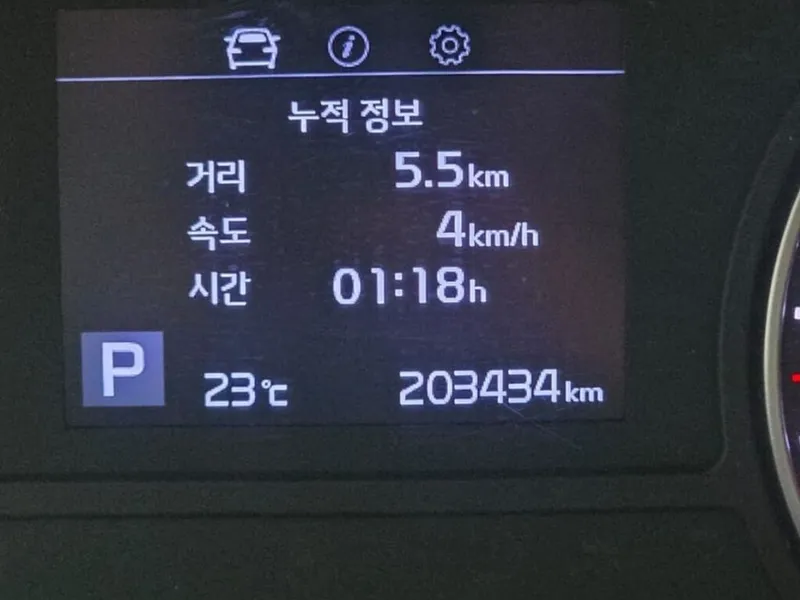 누적 정보
거리 5.5km
속도 4km/h
시간 01:18h
P 23℃ 203434km